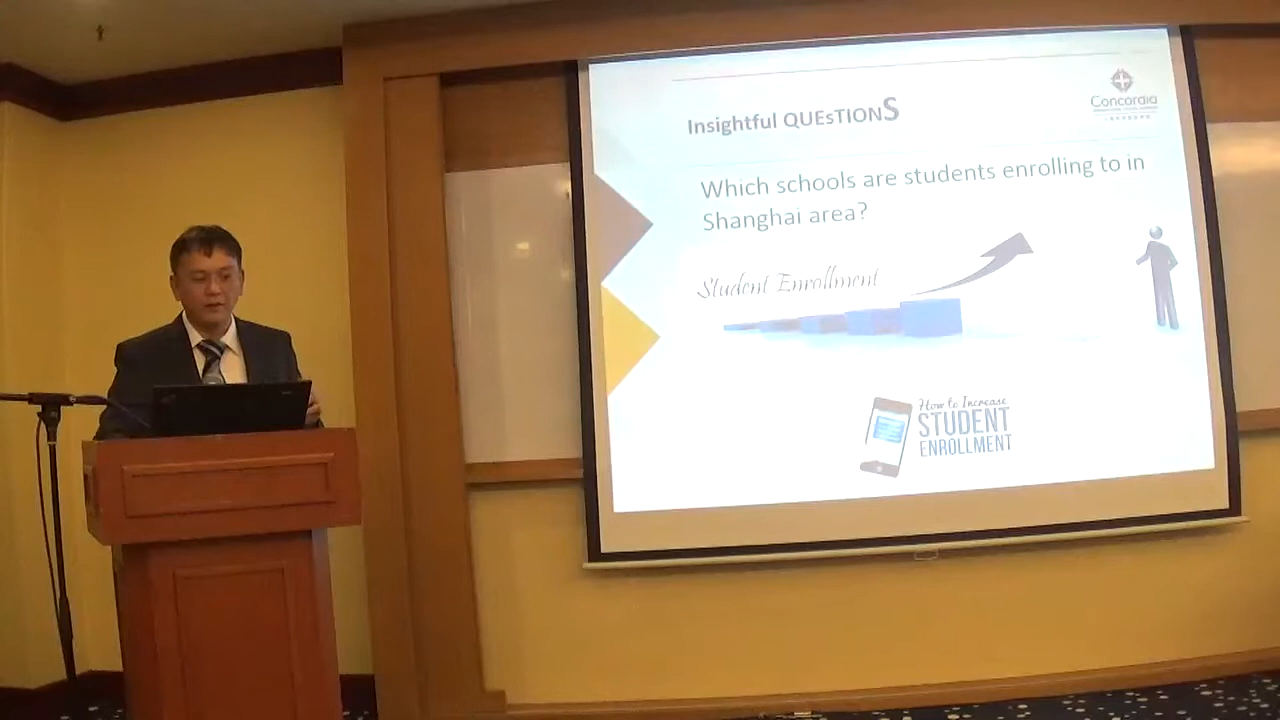 Insightful QUEsTIONS
Concordia
Which schools are students enrolling to in
Shanghai area?
Student Enrollment
How to Increase
STUDENT
ENROLLMENT